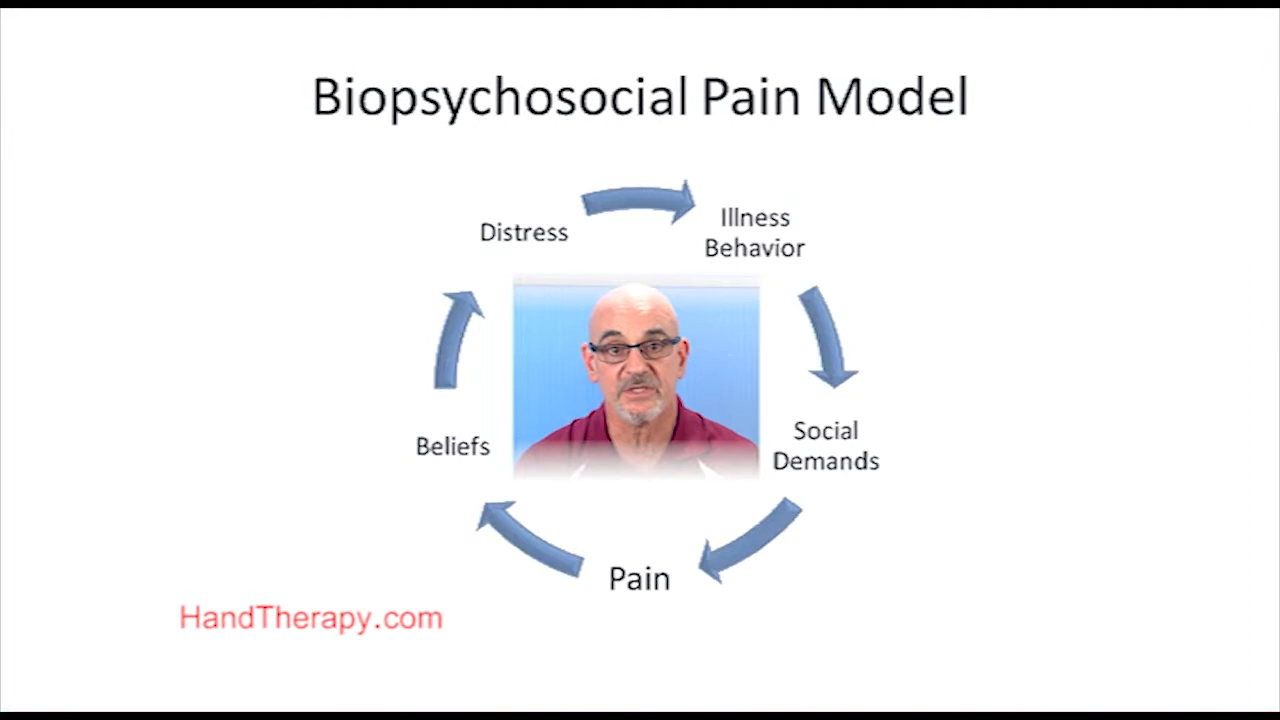 Biopsychosocial Pain Model
Distress
Illness
Behavior
Beliefs
Social
Demands
Pain
HandTherapy.com